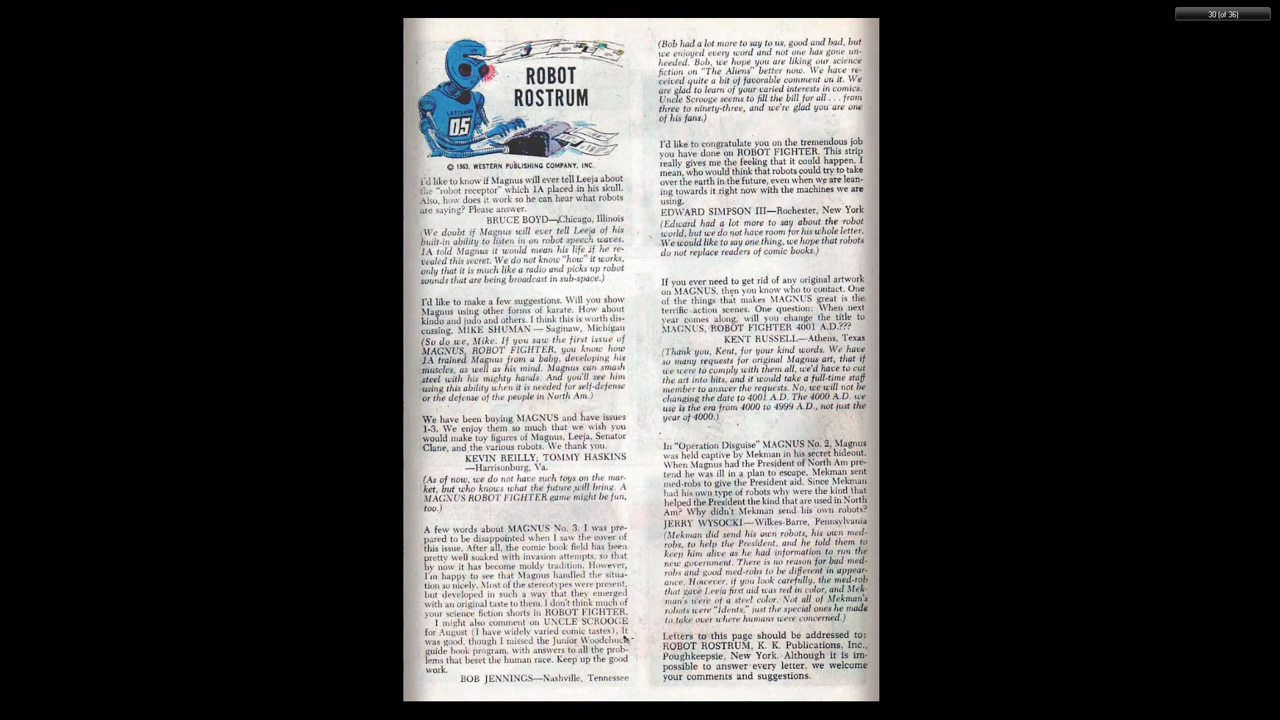 30 (of 36)
ROBOT
ROSTRUM
05
© 1963, WESTERN PUBLISHING COMPANY, INC.
I'd like to know if Magnus will ever tell Leeja about
the "robot receptor" which 1A placed in his skull.
Also, how does it work so he can hear what robots
are saying? Please answer.
BRUCE BOYD—Chicago, Illinois
(We doubt if Magnus will ever tell Leeja of his
built-in ability to listen in on robot speech waves.
1A told Magnus it would mean his life if he re-
vealed this secret. We do not know "how" it works,
only that it is much like a radio and picks up robot
sounds that are being broadcast in sub-space.)
I'd like to make a few suggestions. Will you show
Magnus using other forms of karate. How about
kindo and judo and others. I think this is worth dis-
cussing. MIKE SHUMAN — Saginaw, Michigan
(So do we, Mike. If you saw the first issue of
MAGNUS, ROBOT FIGHTER, you know how
1A trained Magnus from a baby, developing his
muscles, as well as his mind. Magnus can smash
steel with his mighty hands. And you'll see him
using this ability when it is needed for self-defense
or the defense of the people in North Am.)
We have been buying MAGNUS and have issues
1-3. We enjoy them so much that we wish you
would make toy figures of Magnus, Leeja, Senator
Clane, and the various robots. We thank you.
KEVIN REILLY; TOMMY HASKINS
—Harrisonburg, Va.
(As of now, we do not have such toys on the mar-
ket, but who knows what the future will bring. A
MAGNUS ROBOT FIGHTER game might be fun,
too.)
A few words about MAGNUS No. 3. I was pre-
pared to be disappointed when I saw the cover of
this issue. After all, the comic book field has been
pretty well soaked with invasion attempts, so that
by now it has become moldy tradition. However,
I'm happy to see that Magnus handled the situa-
tion so nicely. Most of the stereotypes were present,
but developed in such a way that they emerged
with an original taste to them. I don't think much of
your science fiction shorts in ROBOT FIGHTER.
I might also comment on UNCLE SCROOGE
for August (I have widely varied comic tastes). It
was good, though I missed the Junior Woodchuck
guide book program, with answers to all the prob-
lems that beset the human race. Keep up the good
work.
BOB JENNINGS—Nashville, Tennessee
(Bob had a lot more to say to us, good and bad, but
we enjoyed every word and not one has gone un-
heeded. Bob, we hope you are liking our science
fiction on "The Aliens" better now. We have re-
ceived quite a bit of favorable comment on it. We
are glad to learn of your varied interests in comics.
Uncle Scrooge seems to fill the bill for all . . . from
three to ninety-three, and we're glad you are one
of his fans.)
I'd like to congratulate you on the tremendous job
you have done on ROBOT FIGHTER. This strip
really gives me the feeling that it could happen. I
mean, who would think that robots could try to take
over the earth in the future, even when we are lean-
ing towards it right now with the machines we are
using.
EDWARD SIMPSON III—Rochester, New York
(Edward had a lot more to say about the robot
world, but we do not have room for his whole letter.
We would like to say one thing, we hope that robots
do not replace readers of comic books.)
If you ever need to get rid of any original artwork
on MAGNUS, then you know who to contact. One
of the things that makes MAGNUS great is the
terrific action scenes. One question: When next
year comes along, will you change the title to
MAGNUS, ROBOT FIGHTER 4001 A.D.???
KENT RUSSELL—Athens, Texas
(Thank you, Kent, for your kind words. We have
so many requests for original Magnus art, that if
we were to comply with them all, we'd have to cut
the art into bits, and it would take a full-time staff
member to answer the requests. No, we will not be
changing the date to 4001 A.D. The 4000 A.D. we
use is the era from 4000 to 4999 A.D., not just the
year of 4000.)
In "Operation Disguise" MAGNUS No. 2, Magnus
was held captive by Mekman in his secret hideout.
When Magnus had the President of North Am pre-
tend he was ill in a plan to escape, Mekman sent
med-robs to give the President aid. Since Mekman
had his own type of robots why were the kind that
helped the President the kind that are used in North
Am? Why didn't Mekman send his own robots?
JERRY WYSOCKI—Wilkes-Barre, Pennsylvania
(Mekman did send his own robots, his own med-
robs, to help the President, and he told them to
keep him alive as he had information to run the
new government. There is no reason for bad med-
robs and good med-robs to be different in appear-
ance. However, if you look carefully, the med-rob
that gave Leeja first aid was red in color, and Mek-
man's were of a steel color. Not all of Mekman's
robots were "Idents," just the special ones he made
to take over where humans were concerned.)
Letters to this page should be addressed to:
ROBOT ROSTRUM, K. K. Publications, Inc.,
Poughkeepsie, New York. Although it is im-
possible to answer every letter, we welcome
your comments and suggestions.